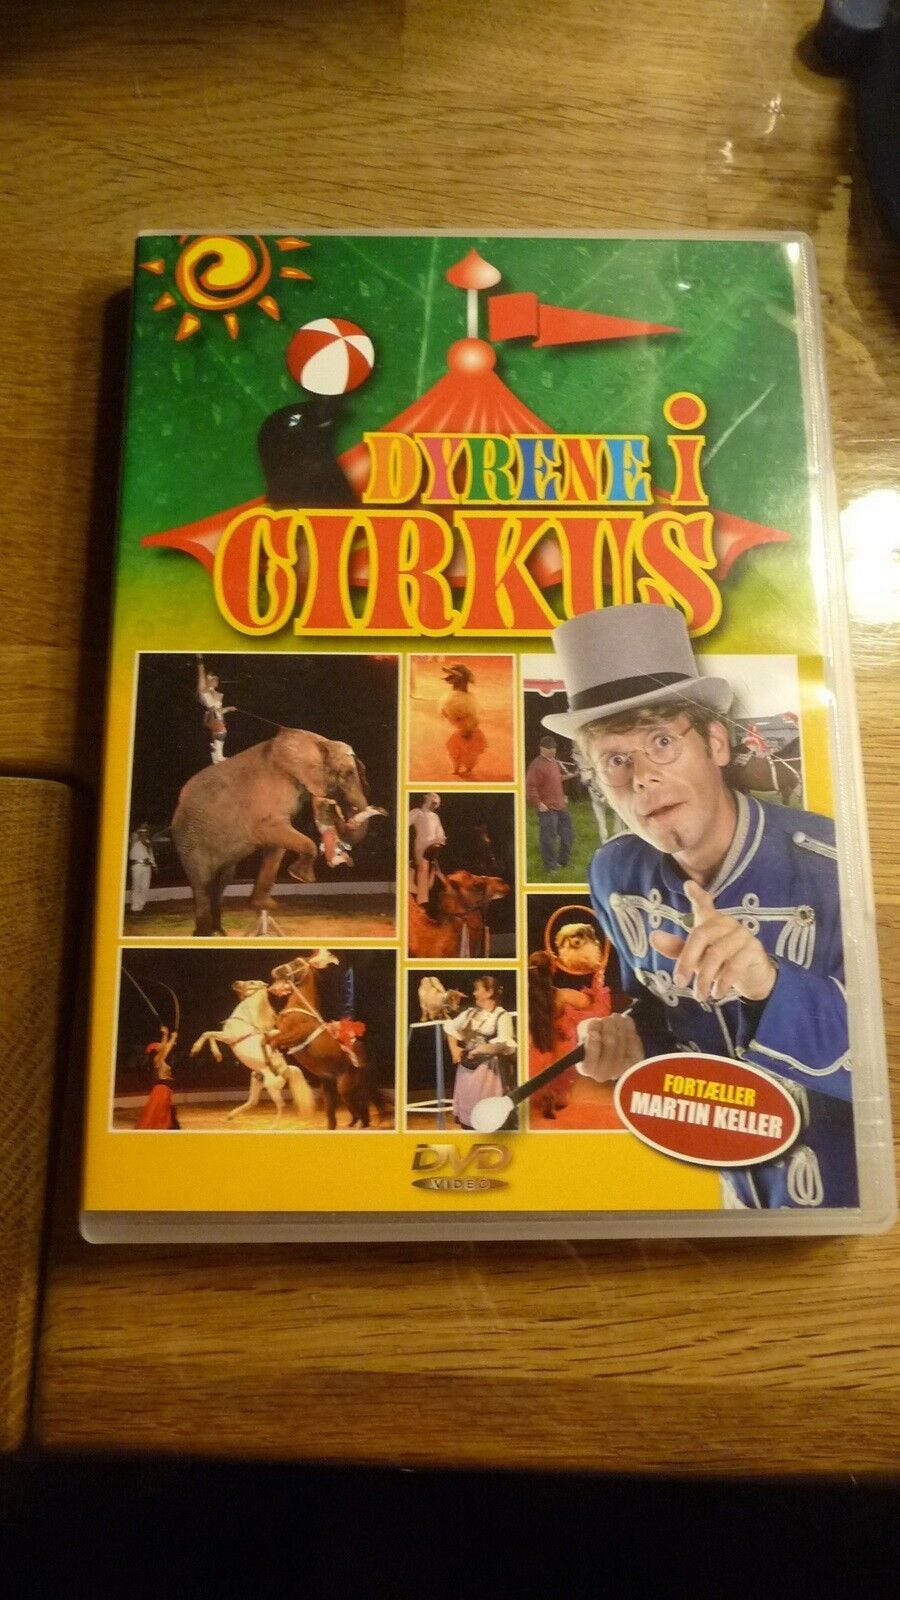 DYRENE i
CIRKUS
FORTÆLLER
MARTIN KELLER
DVD
VIDEO